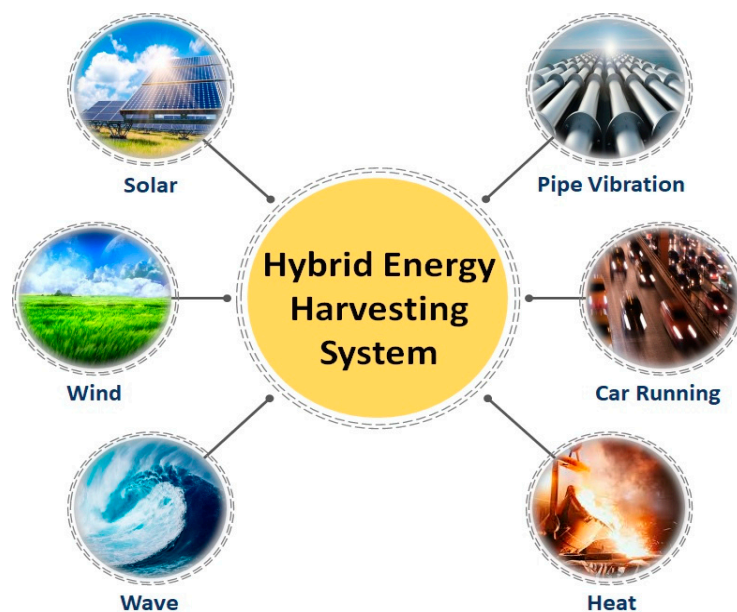 Solar
Pipe Vibration
Hybrid Energy
Harvesting
System
Wind
Car Running
Wave
Heat